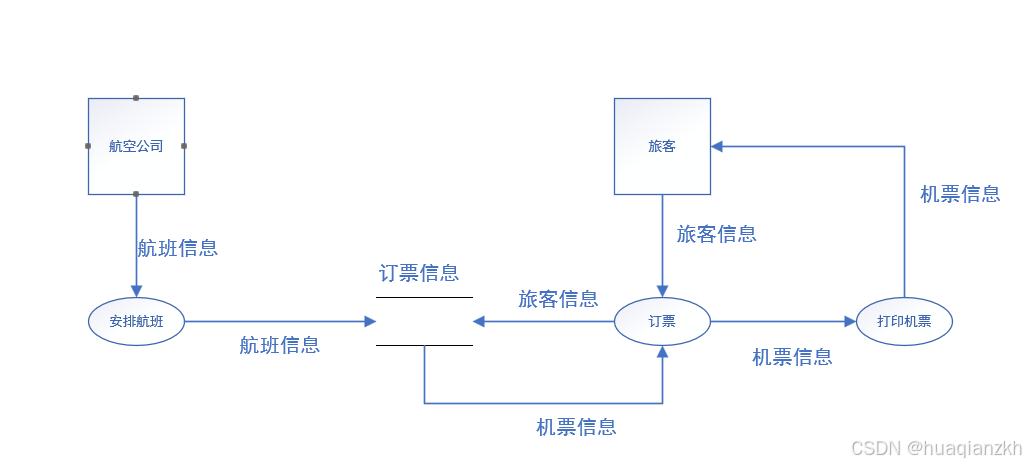 航空公司
旅客
机票信息
旅客信息
航班信息
订票信息
旅客信息
安排航班
订票
打印机票
航班信息
机票信息
机票信息
CSDN @huaqianzkh